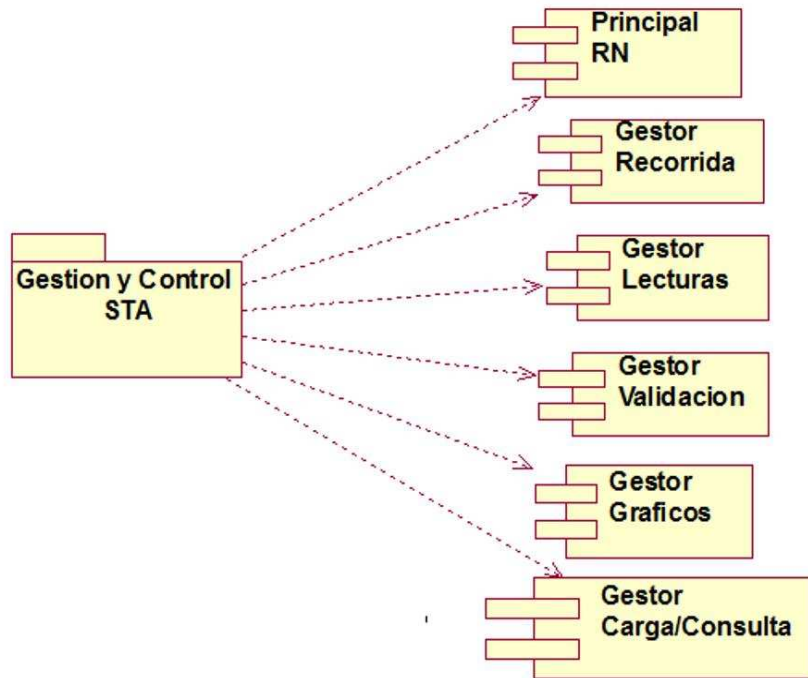 Principal
RN
Gestor
Recorrida
Gestion y Control
STA
Gestor
Lecturas
Gestor
Validacion
Gestor
Graficos
Gestor
Carga/Consulta